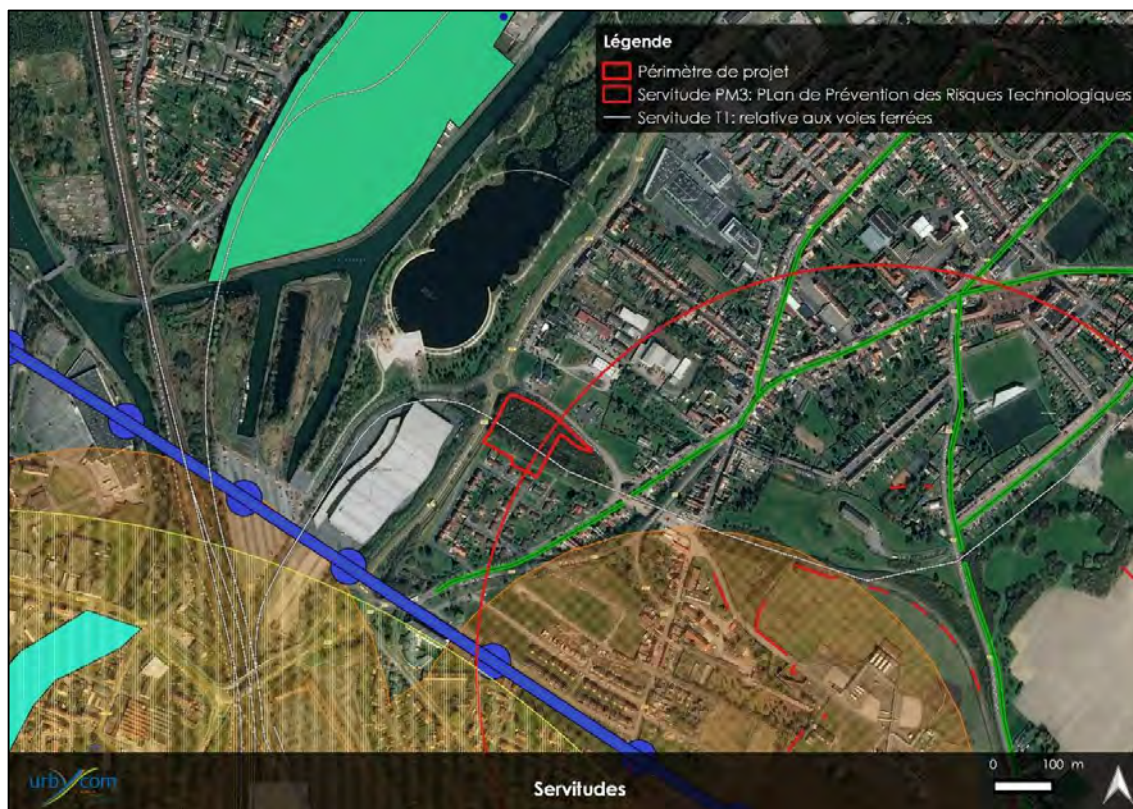 Légende
Périmètre de projet
Servitude PM3: PLan de Prévention des Risques Technologiques
Servitude T1: relative aux voies ferrées
urbycom
Servitudes
0 100 m